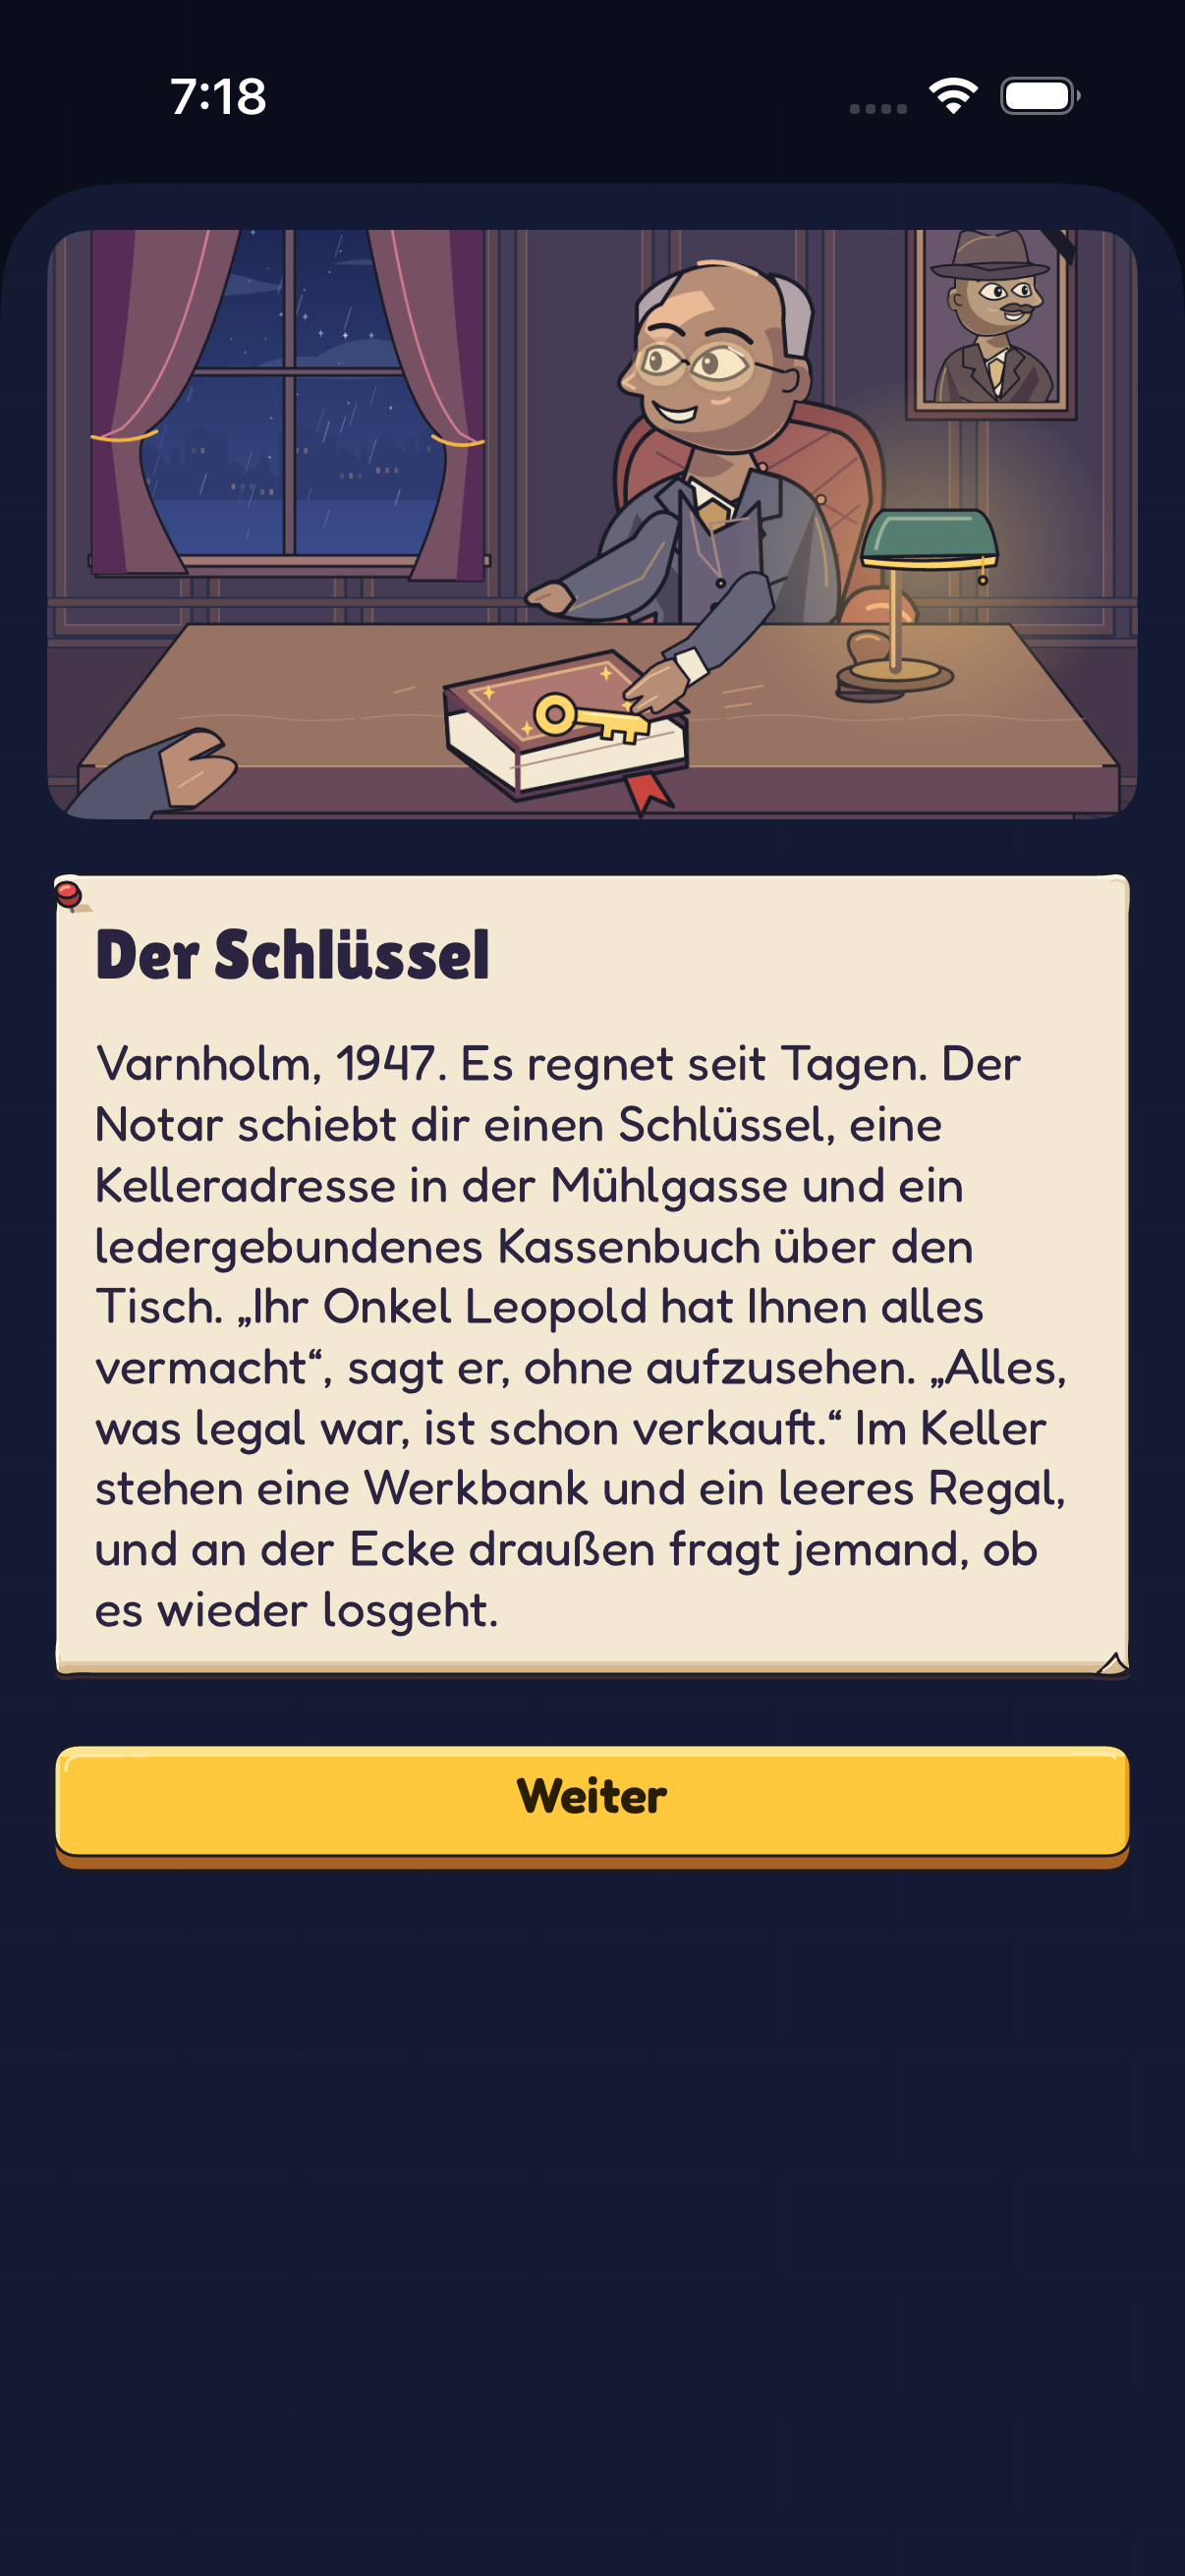 7:18
Der Schlüssel
Varnholm, 1947. Es regnet seit Tagen. Der
Notar schiebt dir einen Schlüssel, eine
Kelleradresse in der Mühlgasse und ein
ledergebundenes Kassenbuch über den
Tisch. „Ihr Onkel Leopold hat Ihnen alles
vermacht“, sagt er, ohne aufzusehen. „Alles,
was legal war, ist schon verkauft.“ Im Keller
stehen eine Werkbank und ein leeres Regal,
und an der Ecke draußen fragt jemand, ob
es wieder losgeht.
Weiter